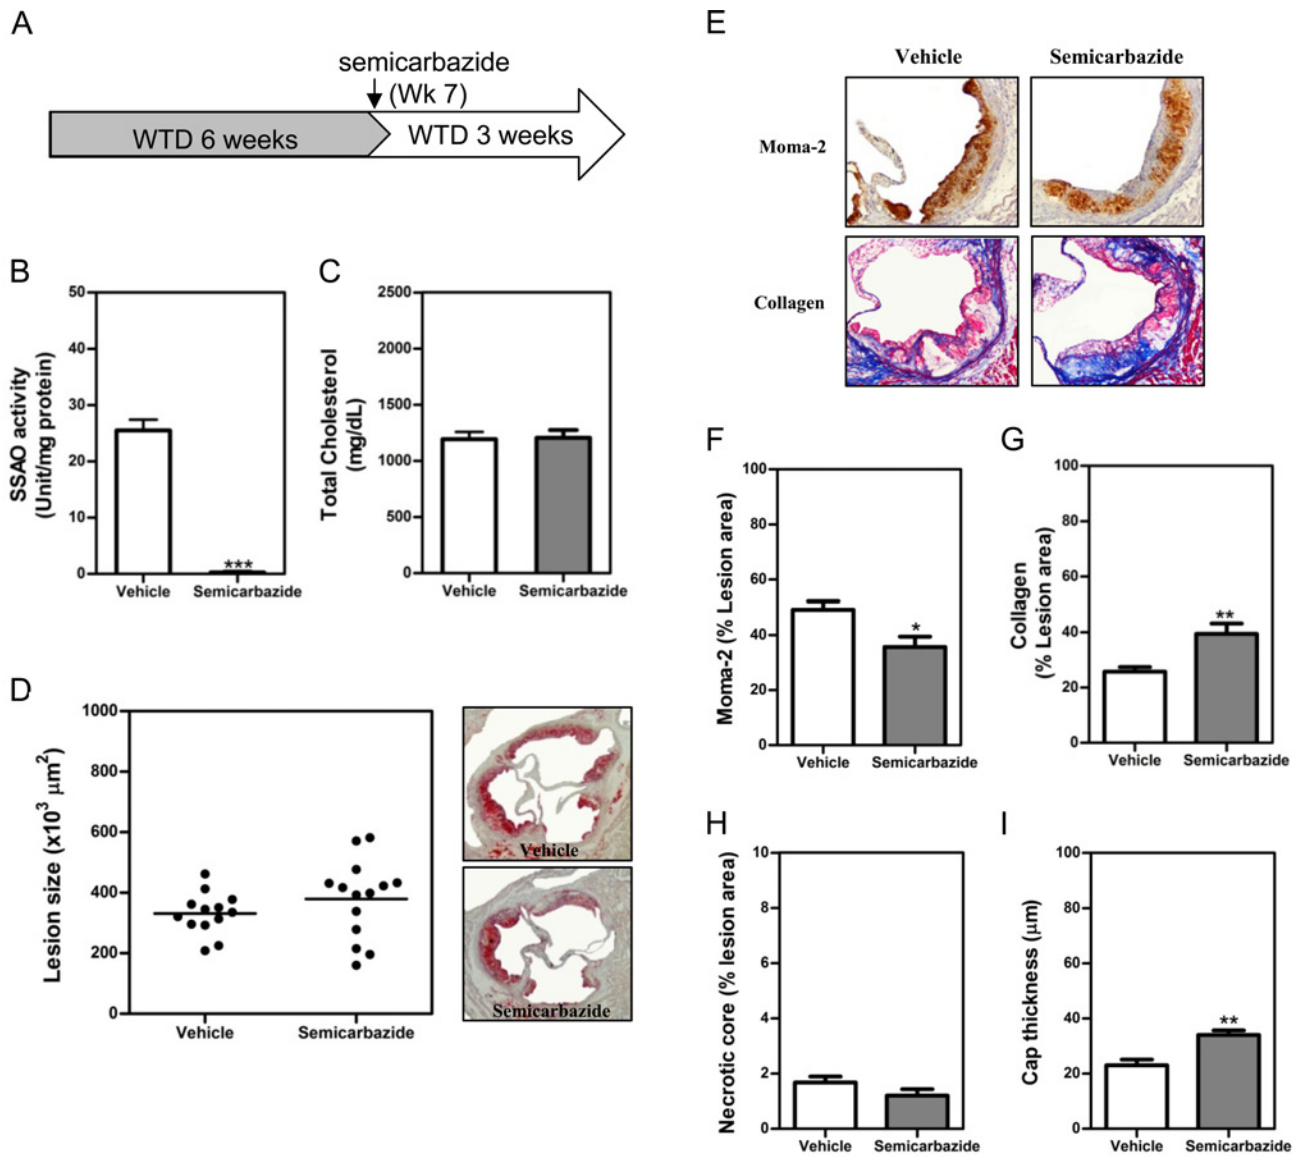 A
semicarbazide
(Wk 7)
WTD 6 weeks
WTD 3 weeks
B
SSAO activity
(Unit/mg protein)
50
40
30
20
10
0
***
Vehicle
Semicarbazide
C
Total Cholesterol
(mg/dL)
2500
2000
1500
1000
500
0
Vehicle
Semicarbazide
D
Lesion size (x10³ μm²)
1000
800
600
400
200
0
Vehicle
Semicarbazide
Vehicle
Semicarbazide
E
Vehicle
Semicarbazide
Moma-2
Collagen
F
Moma-2 (% Lesion area)
100
80
60
40
20
0
*
Vehicle
Semicarbazide
G
Collagen
(% Lesion area)
100
80
60
40
20
0
**
Vehicle
Semicarbazide
H
Necrotic core (% lesion area)
10
8
6
4
2
0
Vehicle
Semicarbazide
I
Cap thickness (μm)
100
80
60
40
20
0
**
Vehicle
Semicarbazide